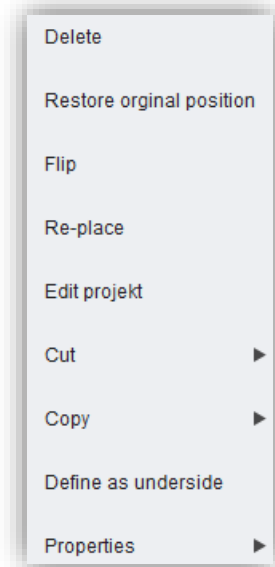 Delete
Restore orginal position
Flip
Re-place
Edit projekt
Cut
Copy
Define as underside
Properties